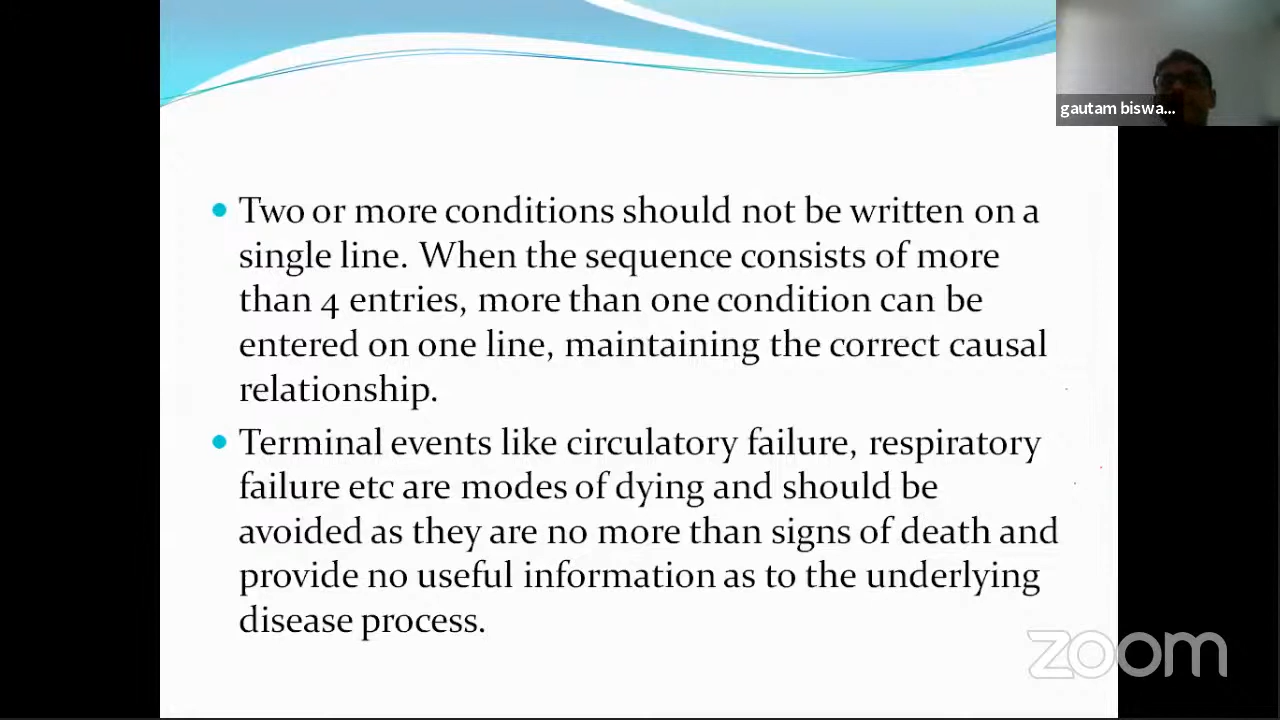 gautam biswa...
• Two or more conditions should not be written on a
single line. When the sequence consists of more
than 4 entries, more than one condition can be
entered on one line, maintaining the correct causal
relationship.
• Terminal events like circulatory failure, respiratory
failure etc are modes of dying and should be
avoided as they are no more than signs of death and
provide no useful information as to the underlying
disease process.
zoom